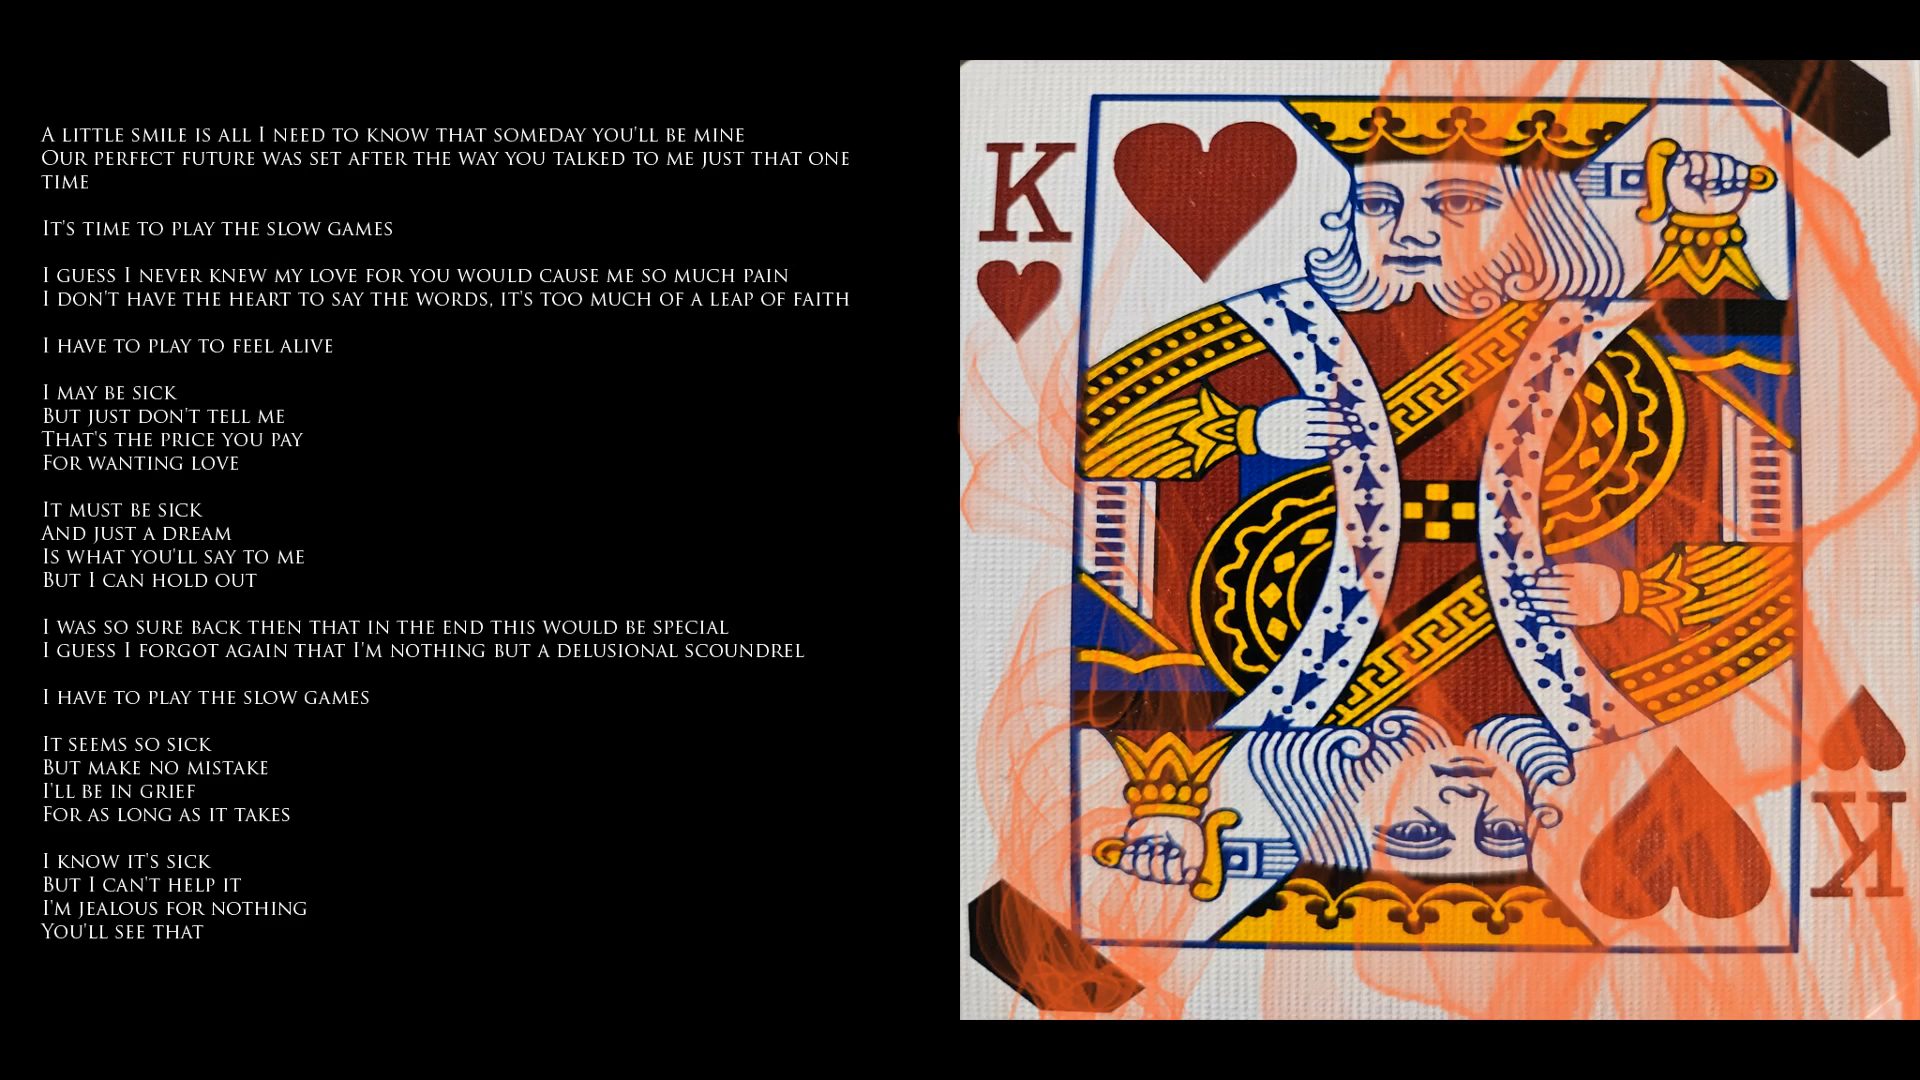 A little smile is all I need to know that someday you'll be mine
Our perfect future was set after the way you talked to me just that one
time
It's time to play the slow games
I guess I never knew my love for you would cause me so much pain
I don't have the heart to say the words, it's too much of a leap of faith
I have to play to feel alive
I may be sick
But just don't tell me
That's the price you pay
For wanting love
It must be sick
And just a dream
Is what you'll say to me
But I can hold out
I was so sure back then that in the end this would be special
I guess I forgot again that I'm nothing but a delusional scoundrel
I have to play the slow games
It seems so sick
But make no mistake
I'll be in grief
For as long as it takes
I know it's sick
But I can't help it
I'm jealous for nothing
You'll see that
K
K